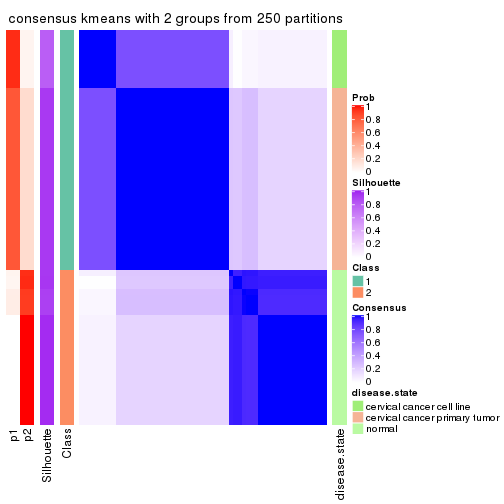 consensus kmeans with 2 groups from 250 partitions
Prob
1
0.8
0.6
0.4
0.2
0
Silhouette
1
0.8
0.6
0.4
0.2
0
Class
1
2
Consensus
1
0.8
0.6
0.4
0.2
0
disease.state
cervical cancer cell line
cervical cancer primary tumor
normal
p1
p2
Silhouette
Class
disease.state